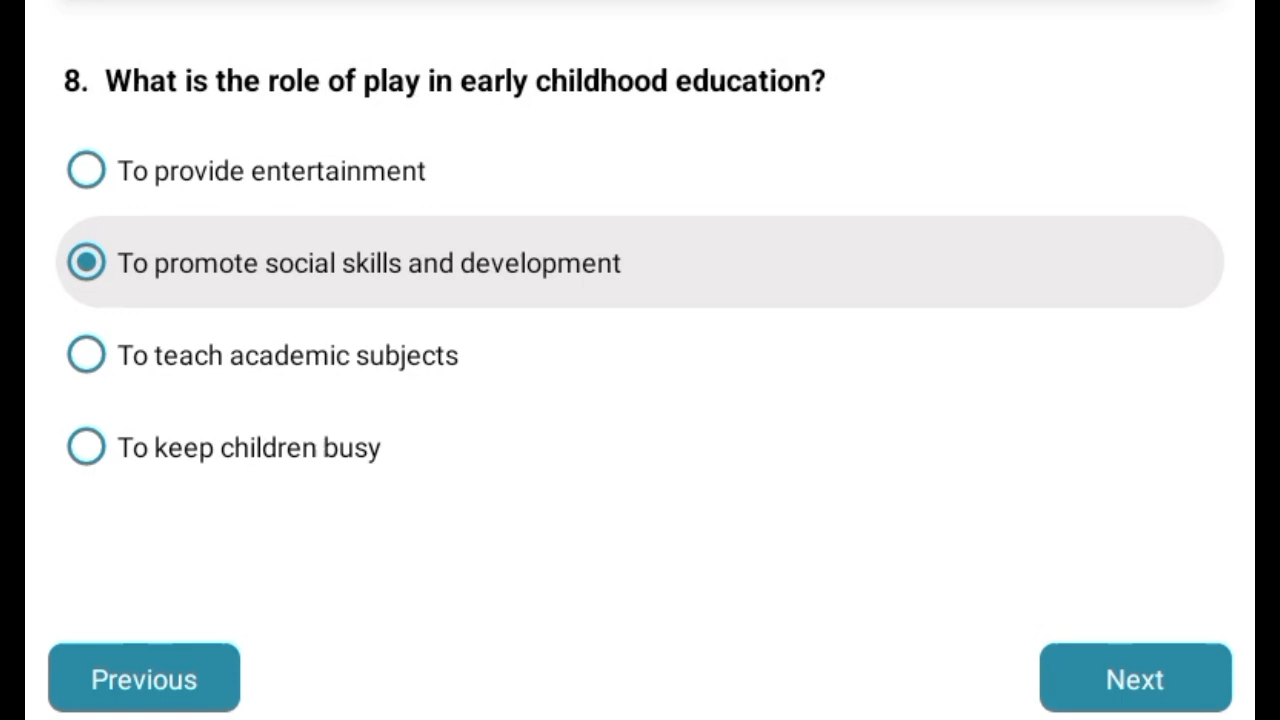 8. What is the role of play in early childhood education?
To provide entertainment
To promote social skills and development
To teach academic subjects
To keep children busy
Previous
Next